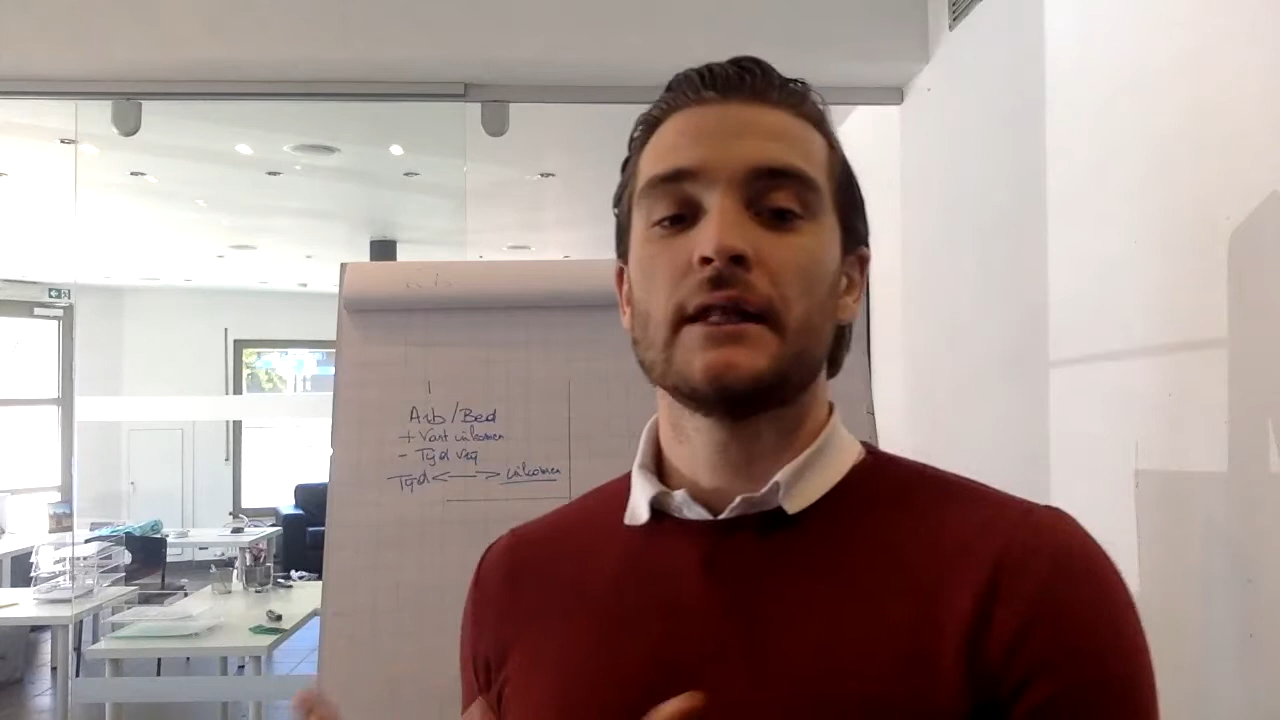 Arb/Bed
+ Vast inkomen
- Tijd weg
Tijd <-> inkomen